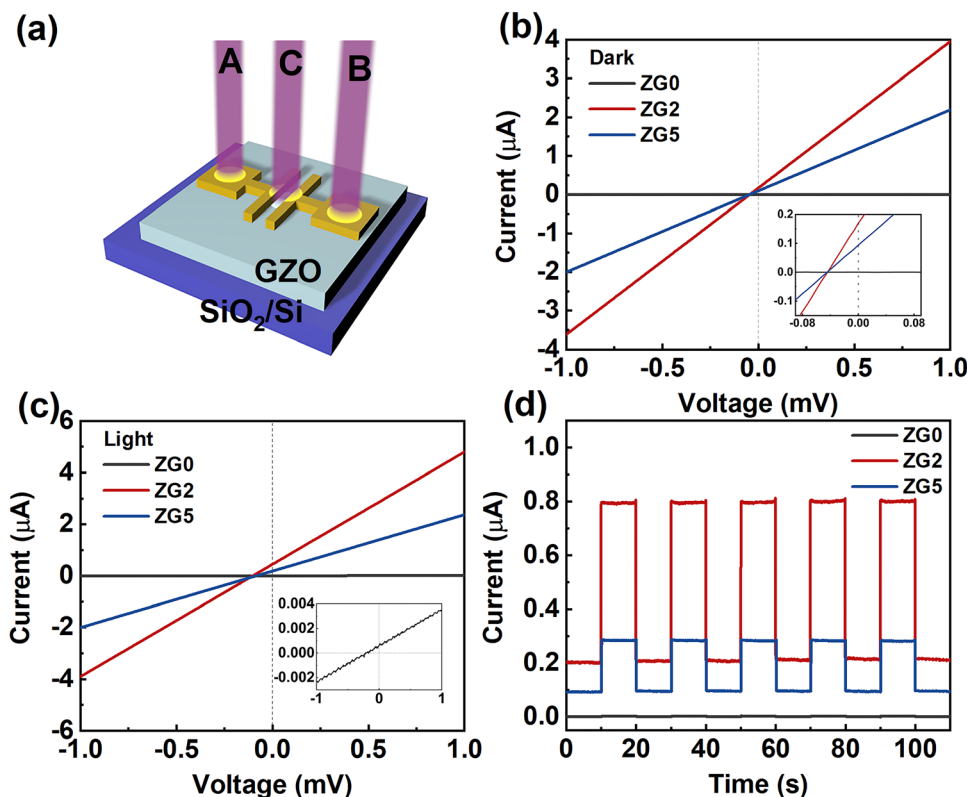 (a)
A C B
GZO
SiO2/Si
(b)
Dark
ZG0
ZG2
ZG5
Current (μA)
4
3
2
1
0
-1
-2
-3
-4
-1.0 -0.5 0.0 0.5 1.0
Voltage (mV)
0.2
0.1
0.0
-0.1
-0.08 0.00 0.08
(c)
Light
ZG0
ZG2
ZG5
Current (μA)
6
4
2
0
-2
-4
-6
-1.0 -0.5 0.0 0.5 1.0
Voltage (mV)
0.004
0.002
0.000
-0.002
-1 0 1
(d)
ZG0
ZG2
ZG5
Current (μA)
1.0
0.8
0.6
0.4
0.2
0.0
0 20 40 60 80 100
Time (s)